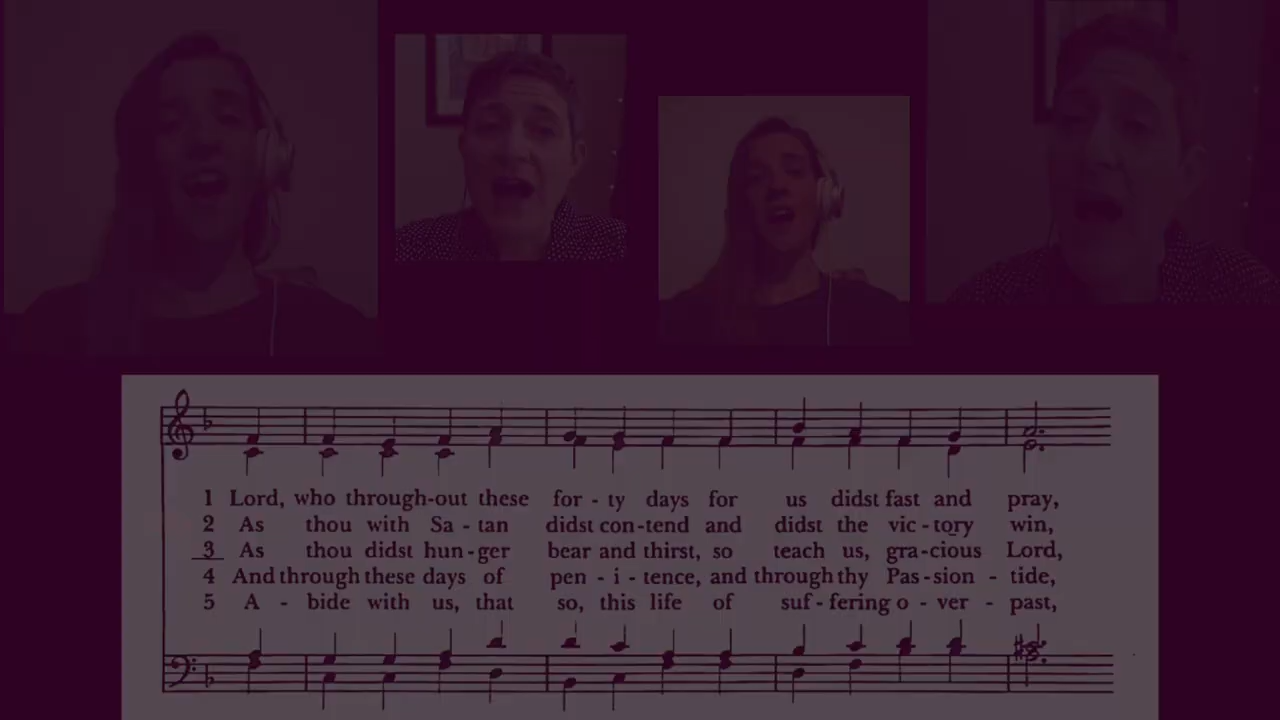 1 Lord, who through-out these for - ty days for us didst fast and pray,
2 As thou with Sa - tan didst con-tend and didst the vic - tory win,
3 As thou didst hun - ger bear and thirst, so teach us, gra-cious Lord,
4 And through these days of pen - i - tence, and through thy Pas - sion - tide,
5 A - bide with us, that so, this life of suf - fering o - ver - past,